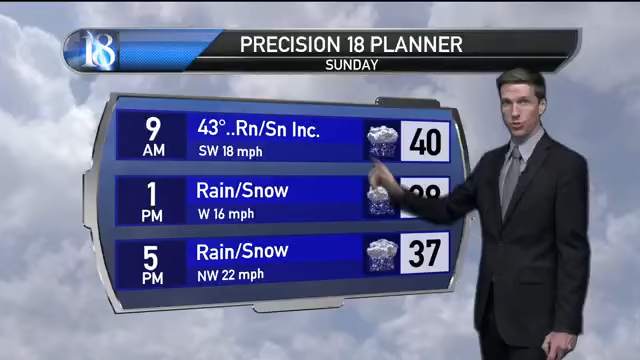 18
PRECISION 18 PLANNER
SUNDAY
9
AM
43°..Rn/Sn Inc.
SW 18 mph
40
1
PM
Rain/Snow
W 16 mph
5
PM
Rain/Snow
NW 22 mph
37